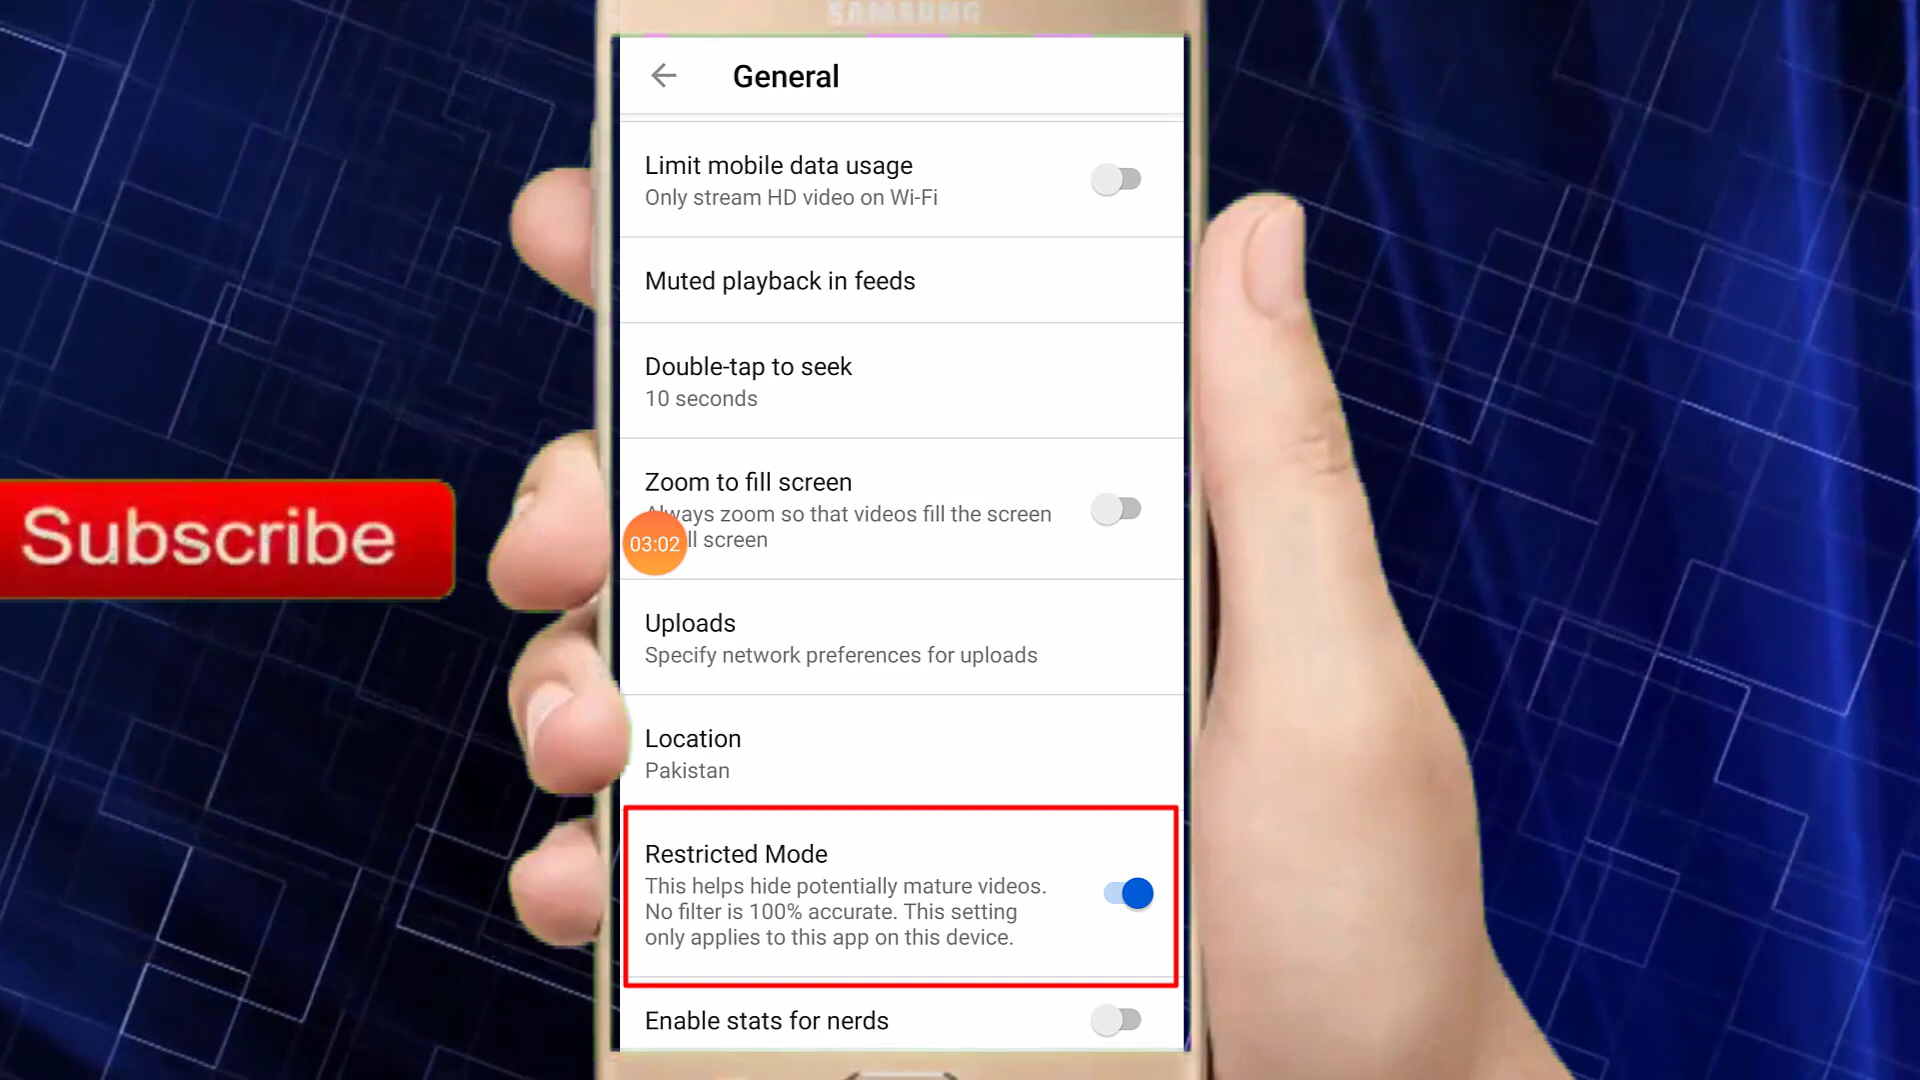 SAMSUNG
General
Limit mobile data usage
Only stream HD video on Wi-Fi
Muted playback in feeds
Double-tap to seek
10 seconds
Zoom to fill screen
Always zoom so that videos fill the screen
03:02
screen
Subscribe
Uploads
Specify network preferences for uploads
Location
Pakistan
Restricted Mode
This helps hide potentially mature videos.
No filter is 100% accurate. This setting
only applies to this app on this device.
Enable stats for nerds